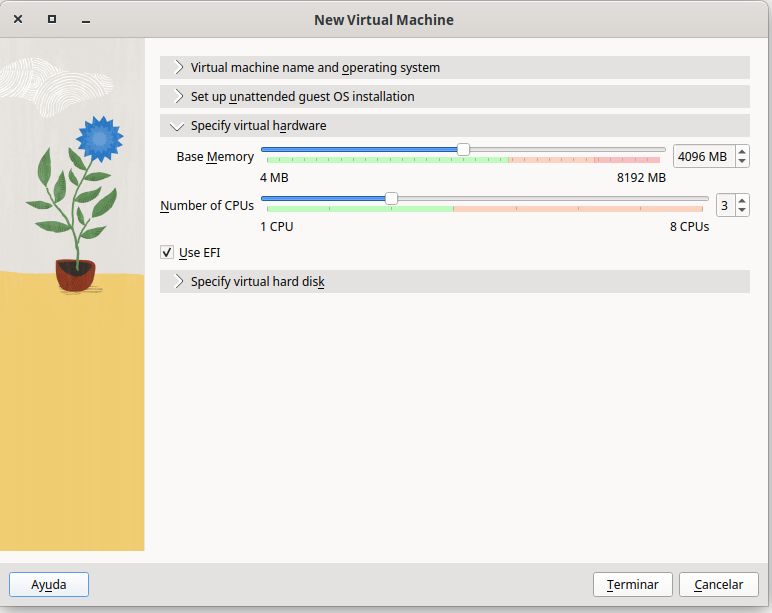 New Virtual Machine
Virtual machine name and operating system
Set up unattended guest OS installation
Specify virtual hardware
Base Memory
4096 MB
4 MB
8192 MB
Number of CPUs
3
1 CPU
8 CPUs
Use EFI
Specify virtual hard disk
Ayuda
Terminar
Cancelar